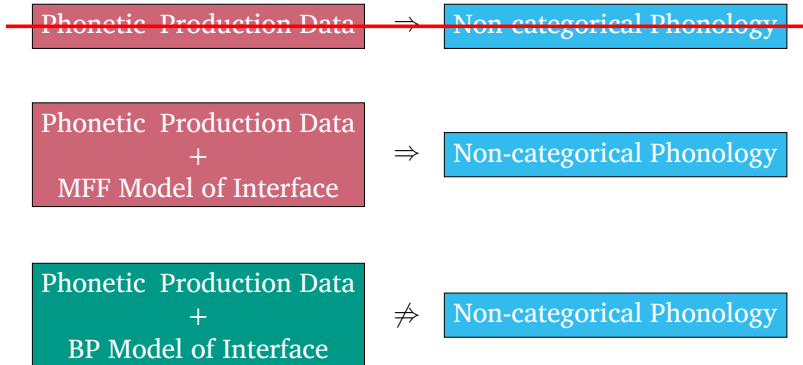 Phonetic Production Data ⇒ Non-categorical Phonology
Phonetic Production Data
+
MFF Model of Interface
⇒ Non-categorical Phonology
Phonetic Production Data
+
BP Model of Interface
⇏ Non-categorical Phonology